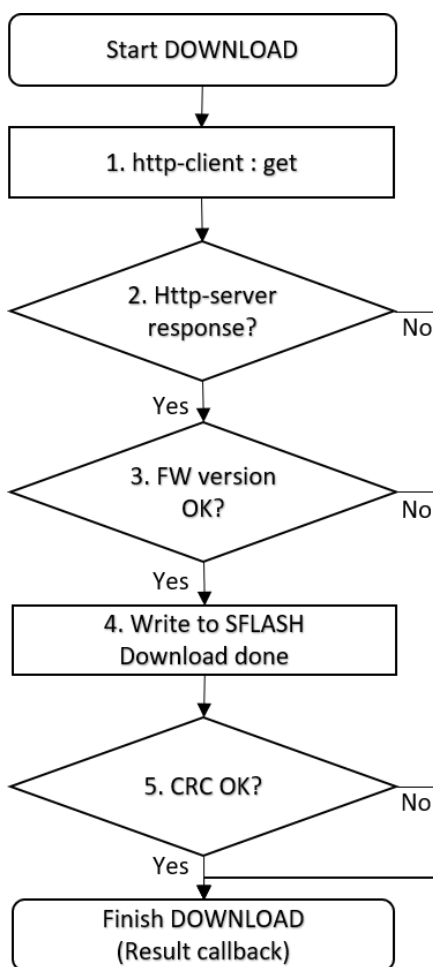 Start DOWNLOAD
1. http-client : get
2. Http-server
response?
No
Yes
3. FW version
OK?
No
Yes
4. Write to SFLASH
Download done
5. CRC OK?
No
Yes
Finish DOWNLOAD
(Result callback)